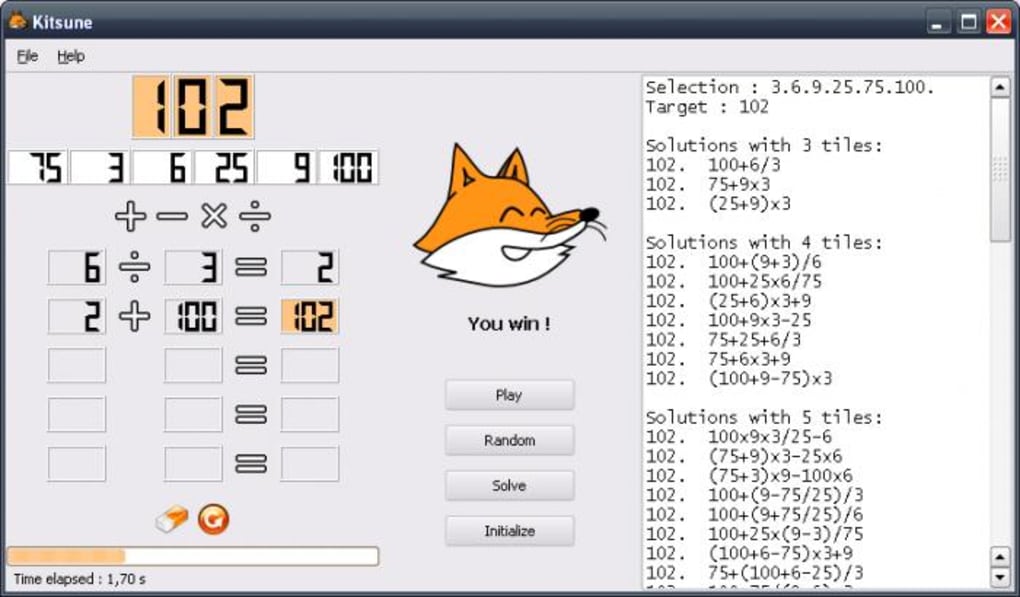 Kitsune
File Help
102
75 3 6 25 9 100
+ − × ÷
6 ÷ 3 = 2
2 + 100 = 102
=
=
=
Time elapsed : 1,70 s
You win !
Play
Random
Solve
Initialize
Selection : 3.6.9.25.75.100.
Target : 102
Solutions with 3 tiles:
102. 100+6/3
102. 75+9x3
102. (25+9)x3
Solutions with 4 tiles:
102. 100+(9+3)/6
102. 100+25x6/75
102. (25+6)x3+9
102. 100+9x3-25
102. 75+25+6/3
102. 75+6x3+9
102. (100+9-75)x3
Solutions with 5 tiles:
102. 100x9x3/25-6
102. (75+9)x3-25x6
102. (75+3)x9-100x6
102. 100+(9-75/25)/3
102. 100+(9+75/25)/6
102. 100+25x(9-3)/75
102. (100+6-75)x3+9
102. 75+(100+6-25)/3